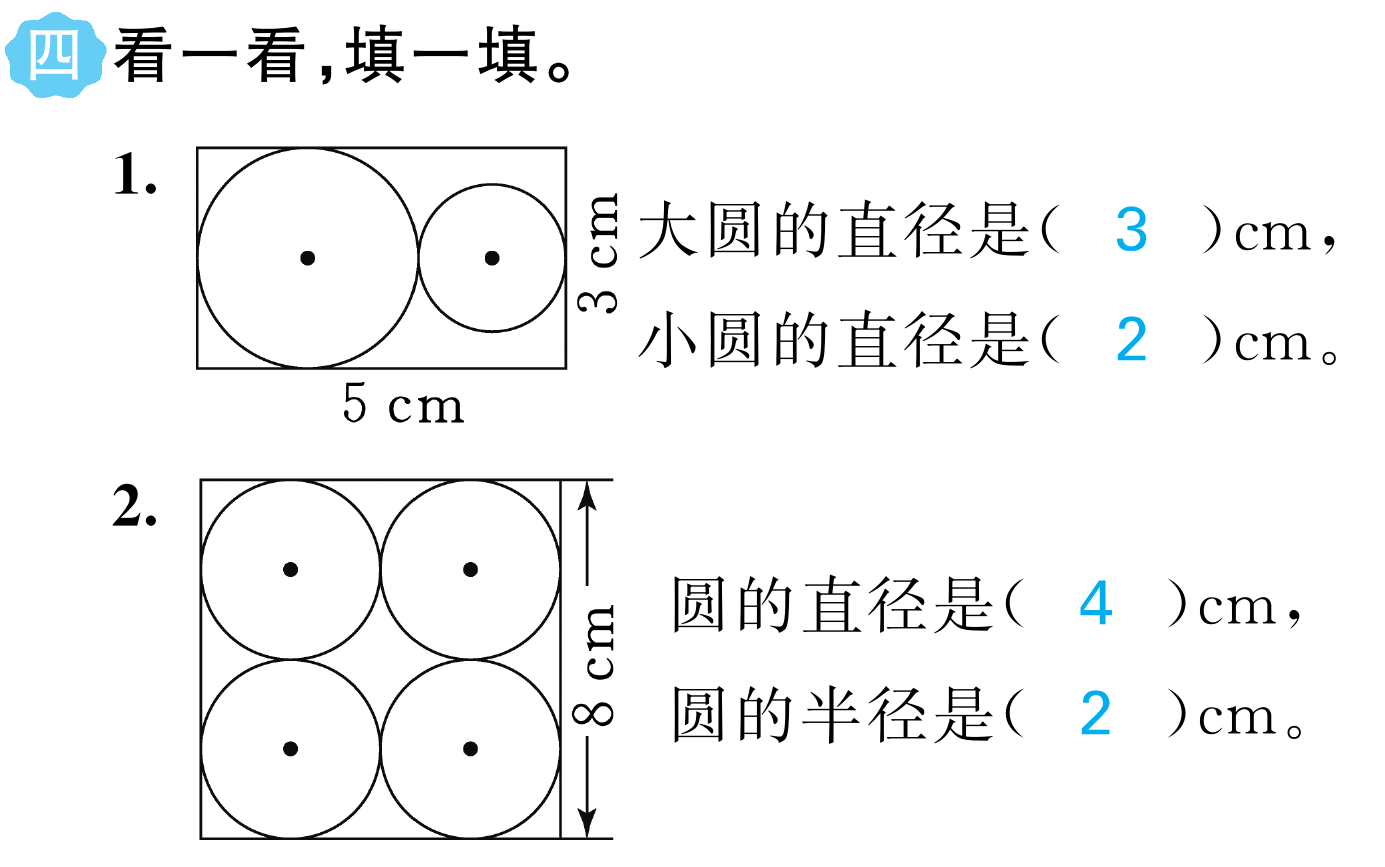 四 看一看,填一填。
1.
3 cm
5 cm
大圆的直径是( 3 )cm,
小圆的直径是( 2 )cm。
2.
8 cm
圆的直径是( 4 )cm,
圆的半径是( 2 )cm。